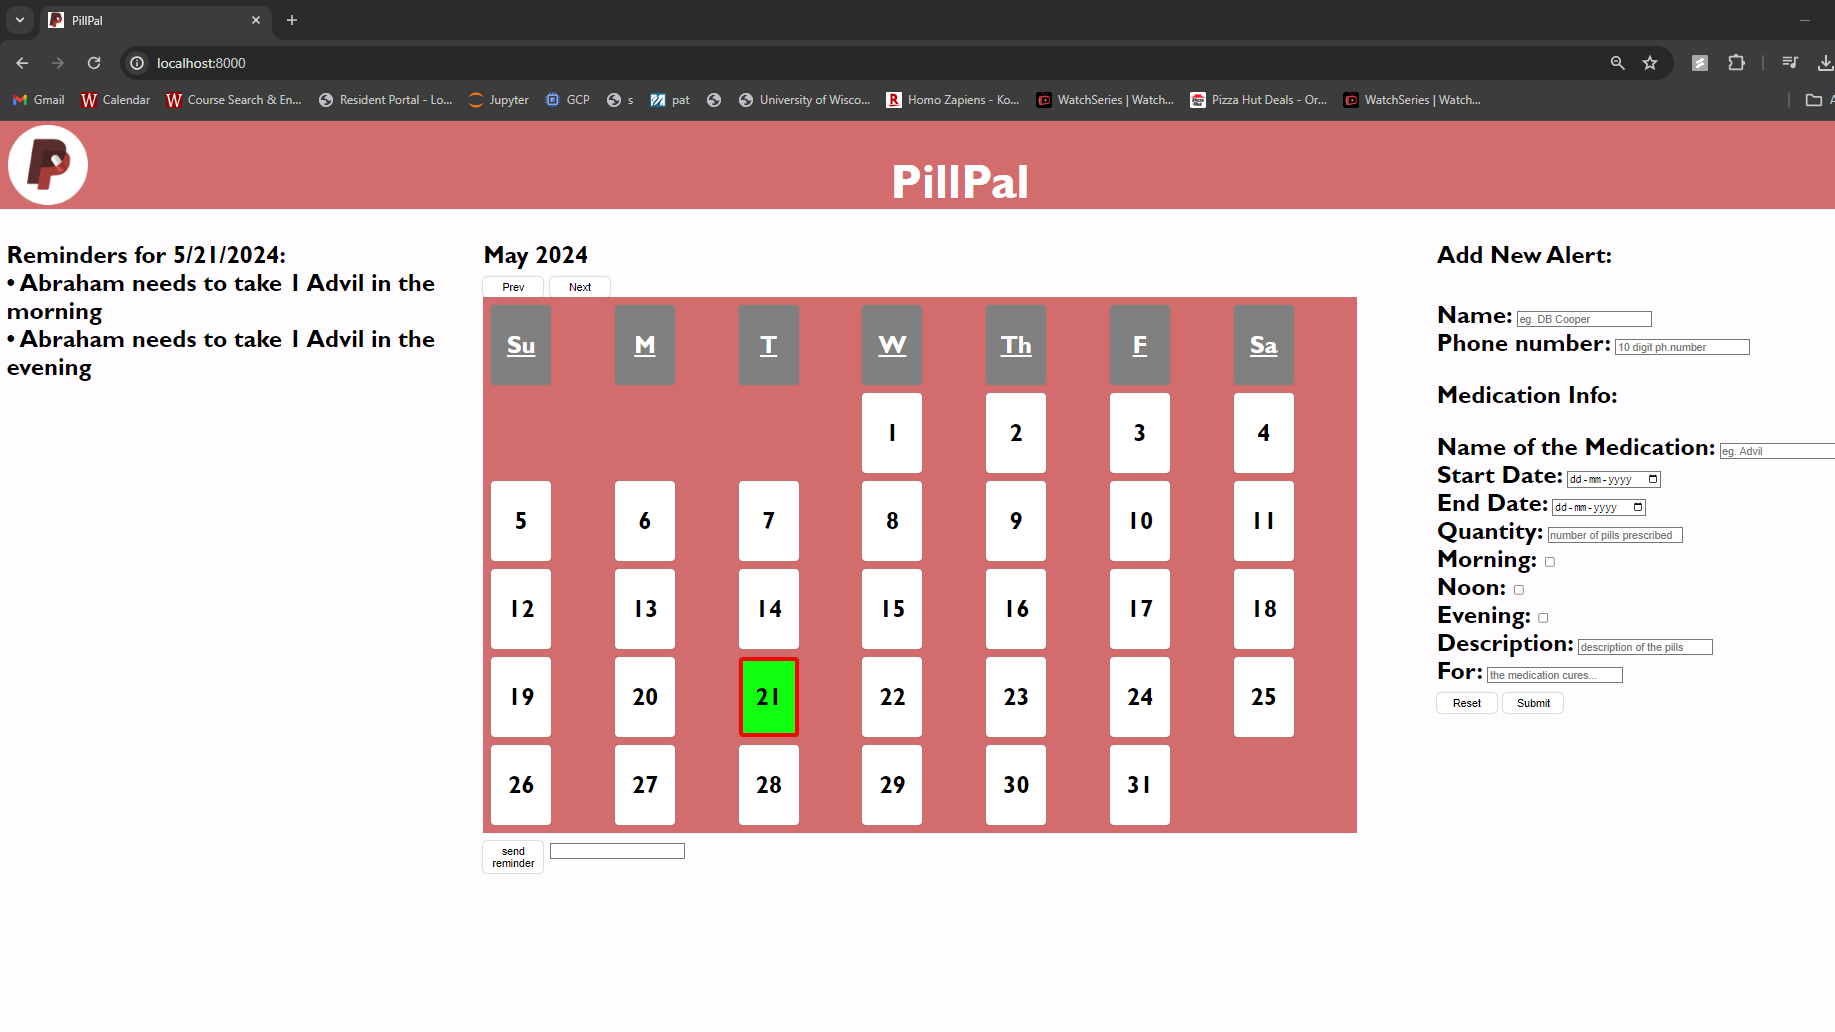 PillPal
localhost:8000
Gmail
Calendar
Course Search & En...
Resident Portal - Lo...
Jupyter
GCP
s
pat
University of Wisco...
Homo Zapiens - Ko...
WatchSeries | Watch...
Pizza Hut Deals - Or...
WatchSeries | Watch...
PillPal
Reminders for 5/21/2024:
• Abraham needs to take 1 Advil in the
morning
• Abraham needs to take 1 Advil in the
evening
May 2024
Prev Next
Su M T W Th F Sa
1 2 3 4
5 6 7 8 9 10 11
12 13 14 15 16 17 18
19 20 21 22 23 24 25
26 27 28 29 30 31
send
reminder
Add New Alert:
Name: eg. DB Cooper
Phone number: 10 digit ph.number
Medication Info:
Name of the Medication: eg. Advil
Start Date: dd-mm-yyyy
End Date: dd-mm-yyyy
Quantity: number of pills prescribed
Morning:
Noon:
Evening:
Description: description of the pills
For: the medication cures...
Reset Submit